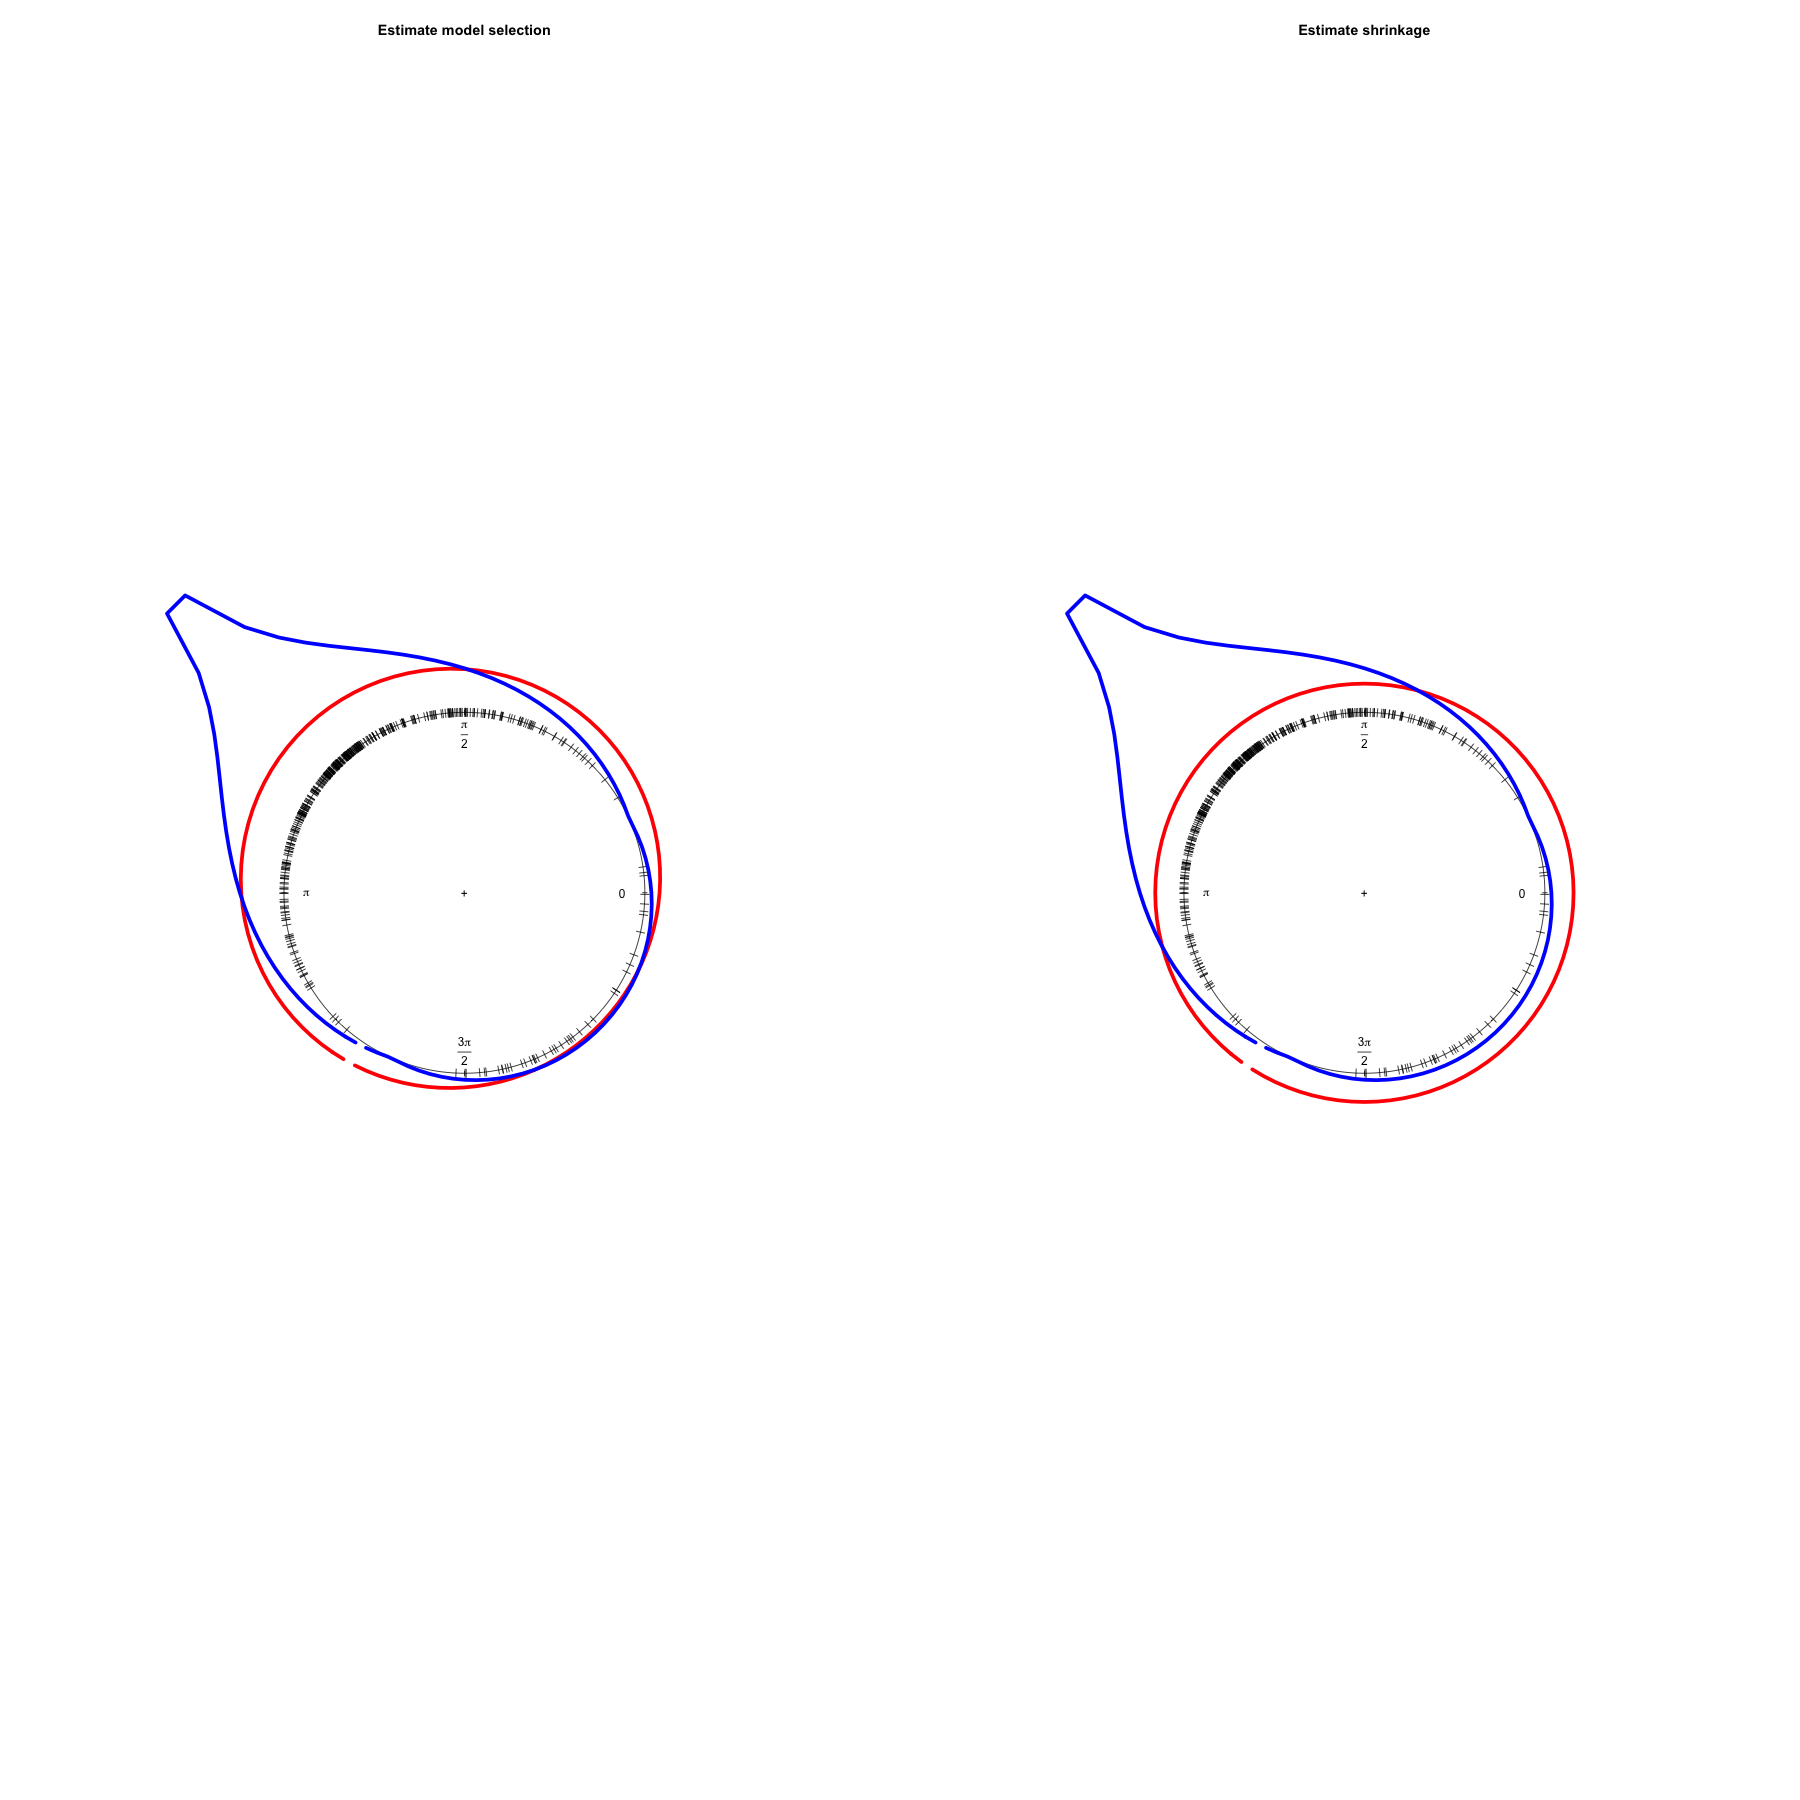 Estimate model selection
Estimate shrinkage
π
2
π
+
0
3π
2
π
2
π
+
0
3π
2